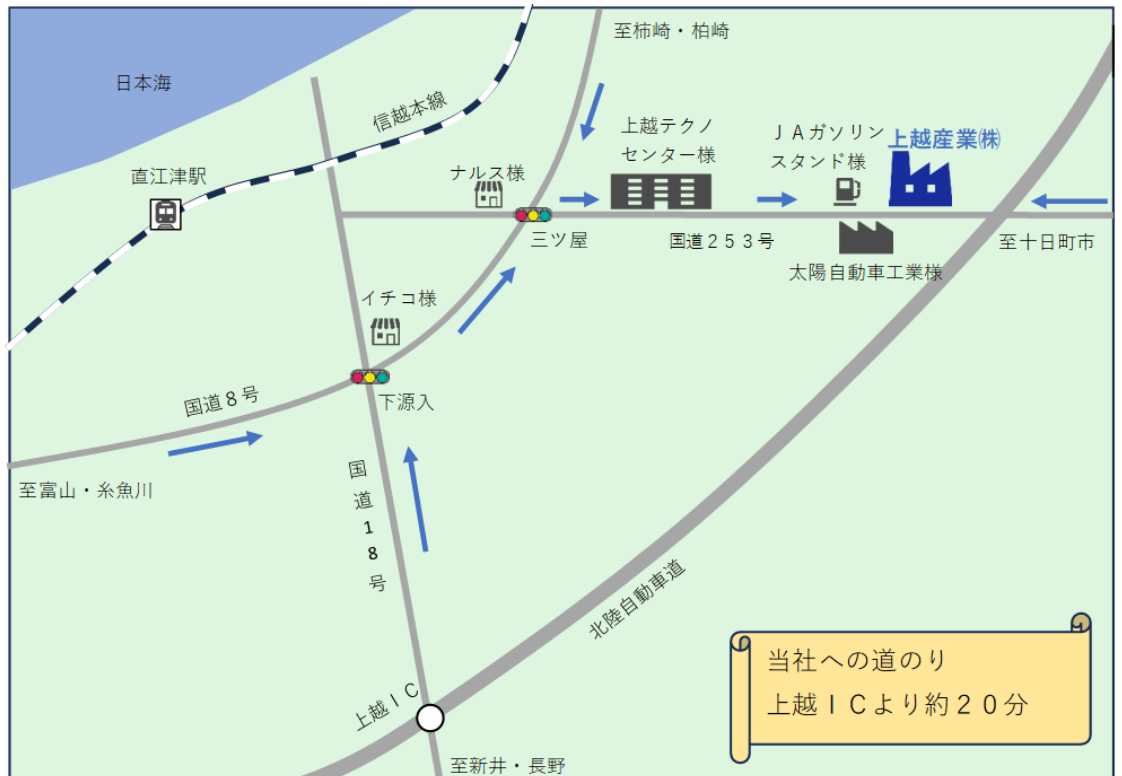 至柿崎・柏崎
日本海
信越本線
上越テクノ
センター様
ＪＡガソリン
スタンド様
上越産業㈱
直江津駅
ナルス様
三ツ屋
国道２５３号
至十日町市
太陽自動車工業様
イチコ様
国道８号
下源入
至富山・糸魚川
国道18号
北陸自動車道
上越ＩＣ
至新井・長野
当社への道のり
上越ＩＣより約２０分